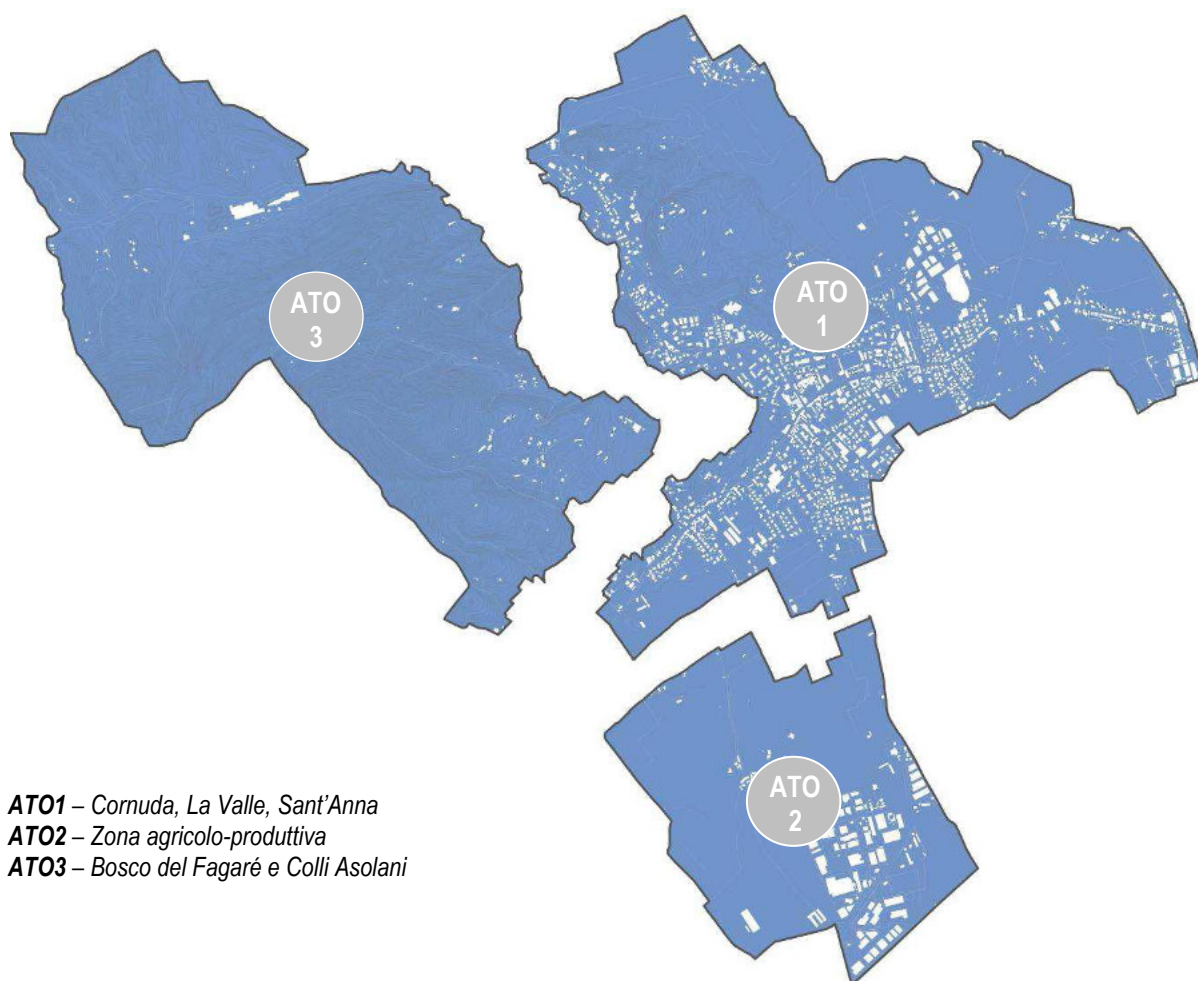 ATO
3
ATO
1
ATO
2
ATO1 – Cornuda, La Valle, Sant’Anna
ATO2 – Zona agricolo-produttiva
ATO3 – Bosco del Fagaré e Colli Asolani